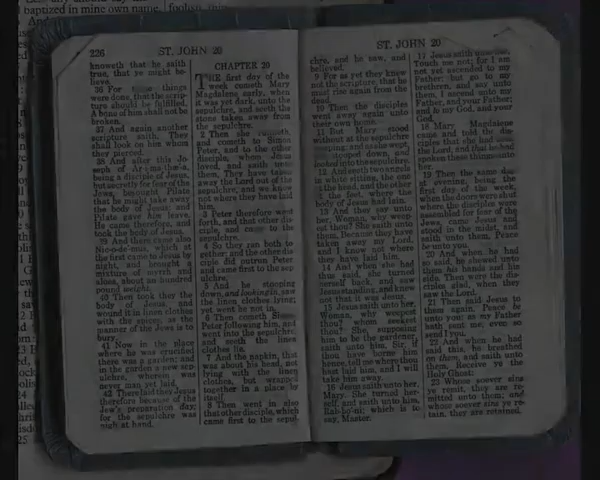 baptized in mine own name.
226
ST. JOHN 20
knoweth that he saith
true, that ye might be-
lieve.
36 For these things
were done, that the scrip-
ture should be fulfilled,
A bone of him shall not be
broken.
37 And again another
scripture saith, They
shall look on him whom
they pierced.
38 And after this Jo-
seph of Ar-i-ma-thæ-a,
being a disciple of Jesus,
but secretly for fear of the
Jews, besought Pilate
that he might take away
the body of Jesus: and
Pilate gave him leave.
He came therefore, and
took the body of Jesus.
39 And there came also
Nic-o-de-mus, which at
the first came to Jesus by
night, and brought a
mixture of myrrh and
aloes, about an hundred
pound weight.
40 Then took they the
body of Jesus, and
wound it in linen clothes
with the spices, as the
manner of the Jews is to
bury.
41 Now in the place
where he was crucified
there was a garden; and
in the garden a new sep-
ulchre, wherein was
never man yet laid.
42 There laid they Jesus
therefore because of the
Jews' preparation day;
for the sepulchre was
nigh at hand.
CHAPTER 20
THE first day of the
week cometh Mary
Magdalene early, when
it was yet dark, unto the
sepulchre, and seeth the
stone taken away from
the sepulchre.
2 Then she runneth,
and cometh to Simon
Peter, and to the other
disciple, whom Jesus
loved, and saith unto
them, They have taken
away the Lord out of the
sepulchre, and we know
not where they have laid
him.
3 Peter therefore went
forth, and that other dis-
ciple, and came to the
sepulchre.
4 So they ran both to-
gether: and the other dis-
ciple did outrun Peter,
and came first to the sep-
ulchre.
5 And he stooping
down, and looking in, saw
the linen clothes lying;
yet went he not in.
6 Then cometh Simon
Peter following him, and
went into the sepulchre,
and seeth the linen
clothes lie,
7 And the napkin, that
was about his head, not
lying with the linen
clothes, but wrapped
together in a place by
itself.
8 Then went in also
that other disciple, which
came first to the sepul-
ST. JOHN 20
chre, and he saw, and
believed.
9 For as yet they knew
not the scripture, that he
must rise again from the
dead.
10 Then the disciples
went away again unto
their own home.
11 But Mary stood
without at the sepulchre
weeping: and as she wept,
she stooped down, and
looked into the sepulchre,
12 And seeth two angels
in white sitting, the one
at the head, and the other
at the feet, where the
body of Jesus had lain.
13 And they say unto
her, Woman, why weep-
est thou? She saith unto
them, Because they have
taken away my Lord,
and I know not where
they have laid him.
14 And when she had
thus said, she turned
herself back, and saw
Jesus standing, and knew
not that it was Jesus.
15 Jesus saith unto her,
Woman, why weepest
thou? whom seekest
thou? She, supposing
him to be the gardener,
saith unto him, Sir, if
thou have borne him
hence, tell me where thou
hast laid him, and I will
take him away.
16 Jesus saith unto her,
Mary. She turned her-
self, and saith unto him,
Rab-bo-ni; which is to
say, Master.
17 Jesus saith unto her,
Touch me not; for I am
not yet ascended to my
Father: but go to my
brethren, and say unto
them, I ascend unto my
Father, and your Father;
and to my God, and your
God.
18 Mary Magdalene
came and told the dis-
ciples that she had seen
the Lord, and that he had
spoken these things unto
her.
19 Then the same day
at evening, being the
first day of the week,
when the doors were shut
where the disciples were
assembled for fear of the
Jews, came Jesus and
stood in the midst, and
saith unto them, Peace
be unto you.
20 And when he had
so said, he shewed unto
them his hands and his
side. Then were the dis-
ciples glad, when they
saw the Lord.
21 Then said Jesus to
them again, Peace be
unto you: as my Father
hath sent me, even so
send I you.
22 And when he had
said this, he breathed
on them, and saith unto
them, Receive ye the
Holy Ghost:
23 Whose soever sins
ye remit, they are re-
mitted unto them; and
whose soever sins ye re-
tain, they are retained.